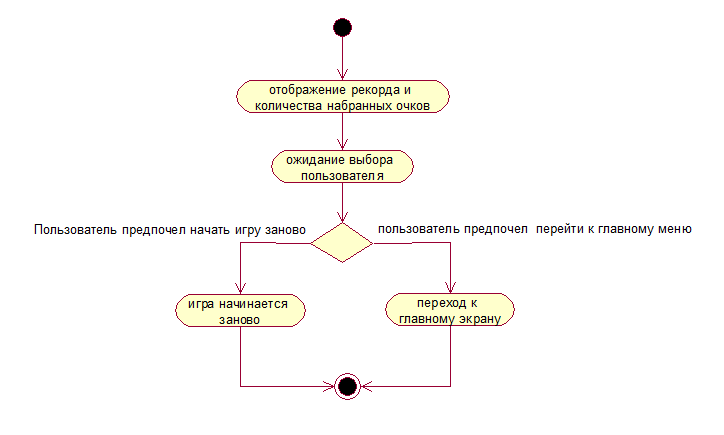 отображение рекорда и
количества набранных очков
ожидание выбора
пользователя
Пользователь предпочел начать игру заново
пользователь предпочел перейти к главному меню
игра начинается
заново
переход к
главному экрану